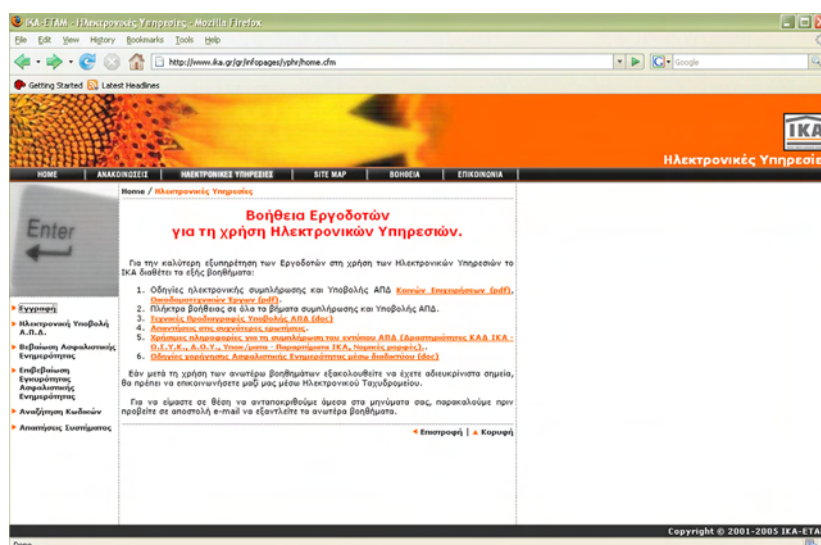 ΙΚΑ-ΕΤΑΜ - Ηλεκτρονικές Υπηρεσίες - Mozilla Firefox
File Edit View History Bookmarks Tools Help
http://www.ika.gr/gr/infopages/yphr/home.cfm
Google
Getting Started Latest Headlines
ΙΚΑ
Ηλεκτρονικές Υπηρεσίες
HOME ΑΝΑΚΟΙΝΩΣΕΙΣ ΗΛΕΚΤΡΟΝΙΚΕΣ ΥΠΗΡΕΣΙΕΣ SITE MAP ΒΟΗΘΕΙΑ ΕΠΙΚΟΙΝΩΝΙΑ
Home / Ηλεκτρονικές Υπηρεσίες
Enter
Βοήθεια Εργοδοτών
για τη χρήση Ηλεκτρονικών Υπηρεσιών.
Για την καλύτερη εξυπηρέτηση των Εργοδοτών στη χρήση των Ηλεκτρονικών Υπηρεσιών το
ΙΚΑ διαθέτει τα εξής βοηθήματα:
1. Οδηγίες ηλεκτρονικής συμπλήρωσης και Υποβολής ΑΠΔ Κοινών Επιχειρήσεων (pdf),
Οικοδομοτεχνικών Έργων (pdf).
2. Πλήκτρα βοήθειας σε όλα τα βήματα συμπλήρωσης και Υποβολής ΑΠΔ.
3. Τεχνικές Προδιαγραφές Υποβολής ΑΠΔ (doc)
4. Απαντήσεις στις συχνότερες ερωτήσεις.
5. Χρήσιμες πληροφορίες για τη συμπλήρωση του εντύπου ΑΠΔ (Δραστηριότητες ΚΑΔ ΙΚΑ -
Ο.Σ.Υ.Κ., Δ.Ο.Υ., Υποκ/ματα - Παραρτήματα ΙΚΑ, Νομικές μορφές).
6. Οδηγίες χορήγησης Ασφαλιστικής Ενημερότητας μέσω διαδικτύου (doc)
Εάν μετά τη χρήση των ανωτέρω βοηθημάτων εξακολουθείτε να έχετε αδιευκρίνιστα σημεία,
θα πρέπει να επικοινωνήσετε μαζί μας μέσω Ηλεκτρονικού Ταχυδρομείου.
Για να είμαστε σε θέση να ανταποκριθούμε άμεσα στα μηνύματα σας, παρακαλούμε πριν
προβείτε σε αποστολή e-mail να εξαντλείτε τα ανωτέρω βοηθήματα.
Επιστροφή | Κορυφή
Εγγραφή
Ηλεκτρονική Υποβολή
Α.Π.Δ.
Βεβαίωση Ασφαλιστικής
Ενημερότητας
Επιβεβαίωση
Εγκυρότητας
Ασφαλιστικής
Ενημερότητας
Αναζήτηση Κωδικών
Απαιτήσεις Συστήματος
Copyright © 2001-2005 IKA-ETA
Done